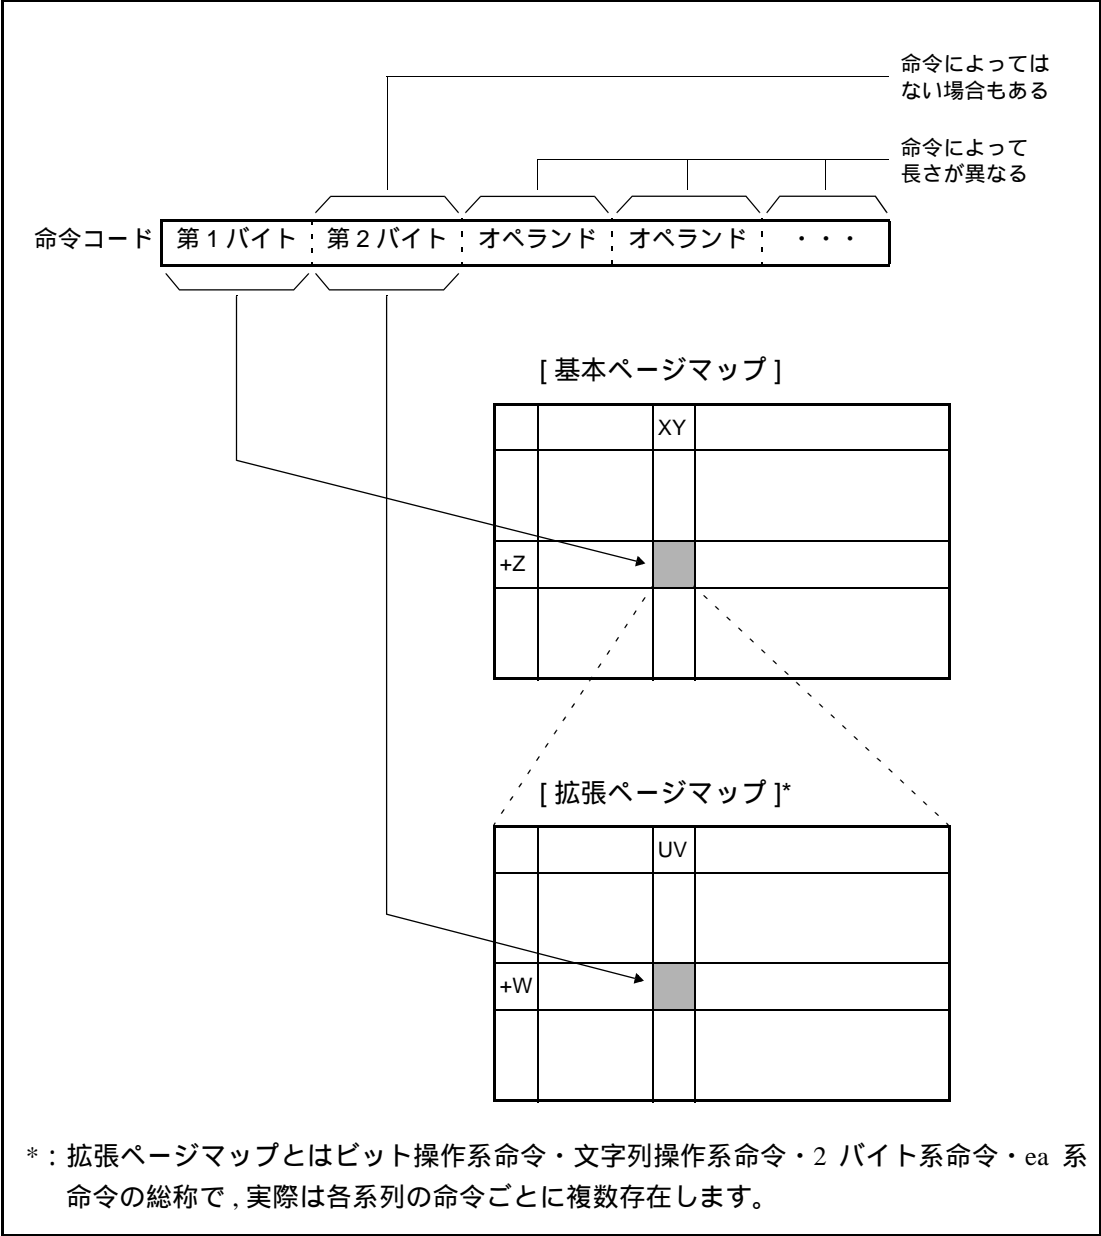 命令によっては
ない場合もある
命令によって
長さが異なる
命令コード 第1バイト 第2バイト オペランド オペランド ・・・
[基本ページマップ]
XY
+Z
[拡張ページマップ]*
UV
+W
*：拡張ページマップとはビット操作系命令・文字列操作系命令・2 バイト系命令・ea 系
命令の総称で,実際は各系列の命令ごとに複数存在します。